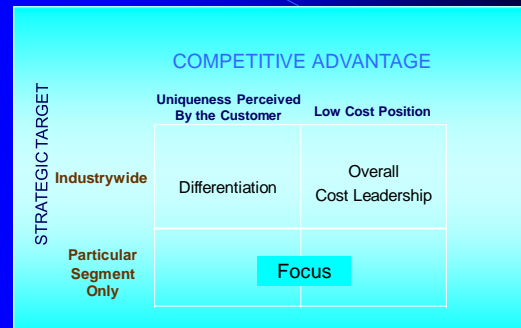 COMPETITIVE ADVANTAGE
STRATEGIC TARGET
Uniqueness Perceived
By the Customer
Low Cost Position
Industrywide
Differentiation
Overall
Cost Leadership
Particular
Segment
Only
Focus